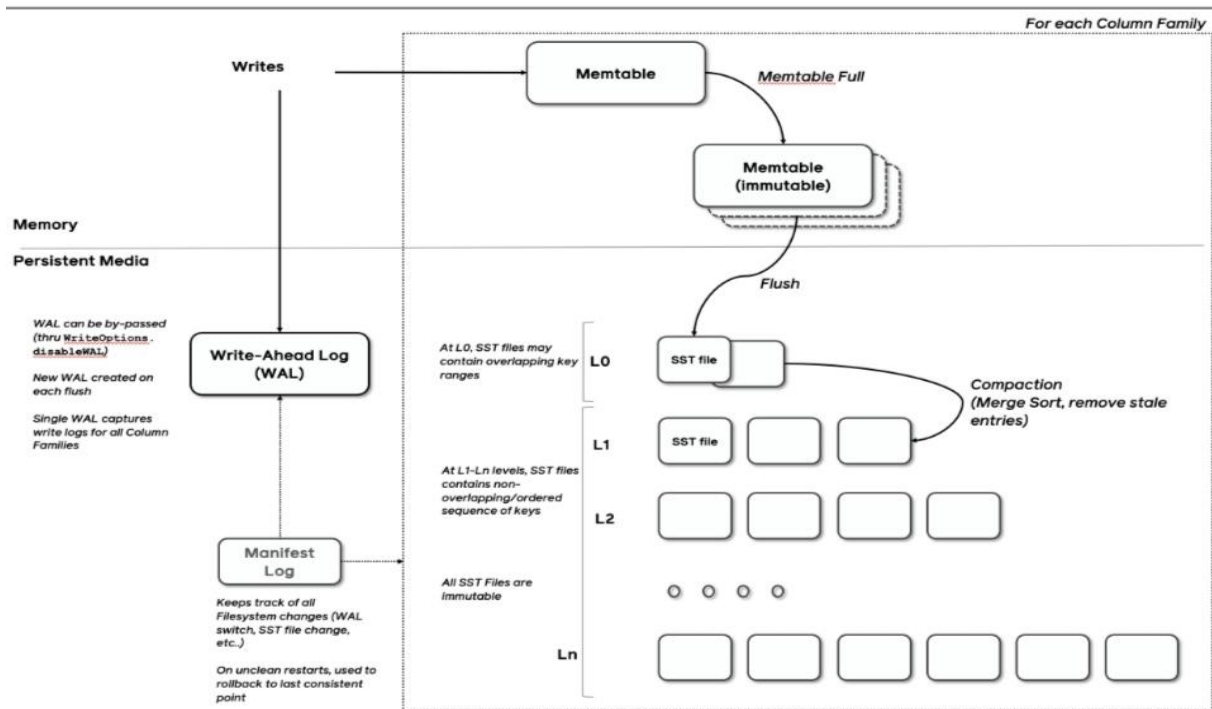 For each Column Family
Writes
Memtable
Memtable Full
Memtable
(immutable)
Memory
Persistent Media
Flush
WAL can be by-passed
(thru WriteOptions.
disableWAL)
New WAL created on
each flush
Single WAL captures
write logs for all Column
Families
Write-Ahead Log
(WAL)
At L0, SST files may
contain overlapping key
ranges
L0
SST file
Compaction
(Merge Sort, remove stale
entries)
L1
SST file
At L1-Ln levels, SST files
contains non-
overlapping/ordered
sequence of keys
L2
Manifest
Log
Keeps track of all
Filesystem changes (WAL
switch, SST file change,
etc..)
On unclean restarts, used to
rollback to last consistent
point
All SST Files are
immutable
Ln